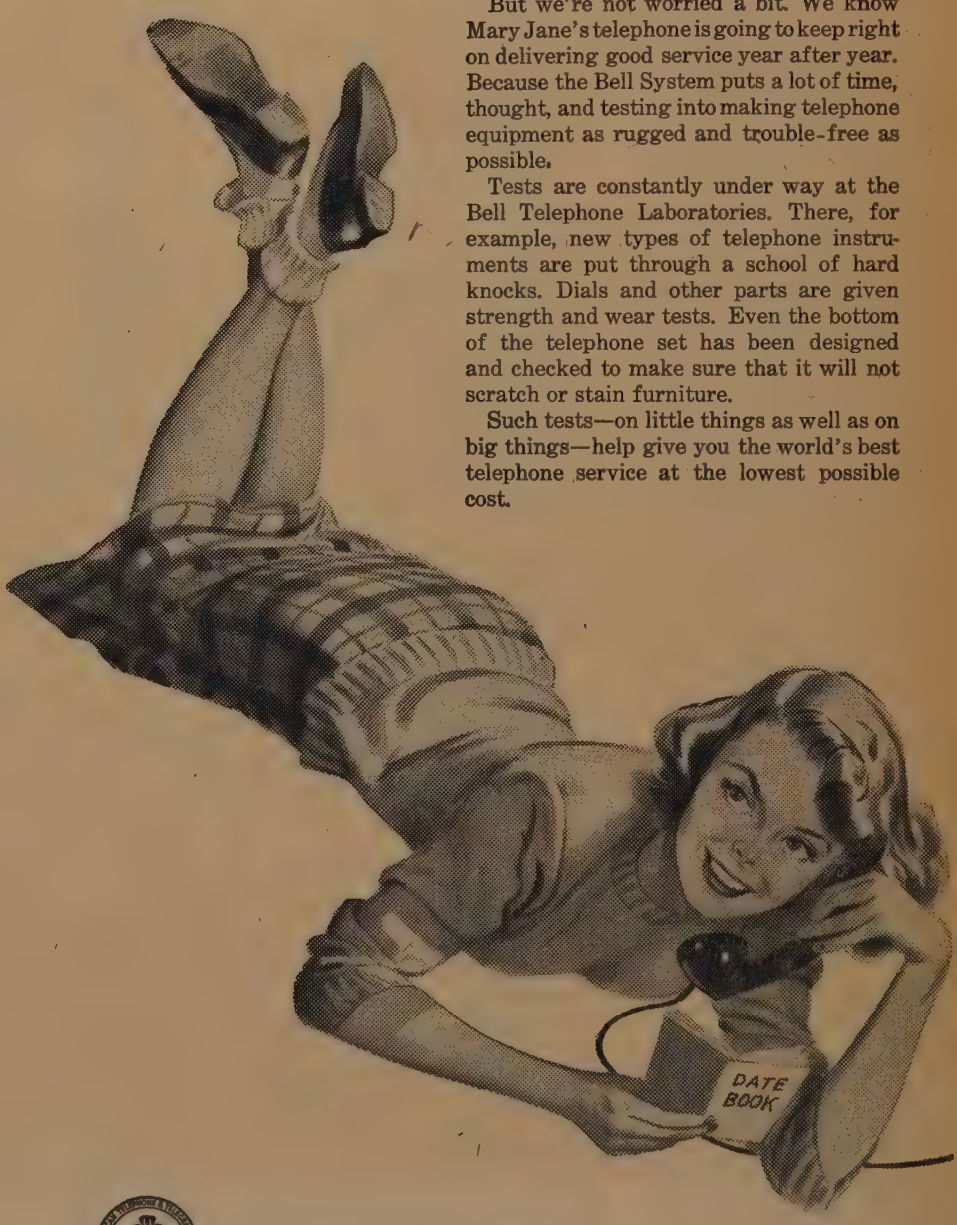 But we're not worried a bit. We know
Mary Jane's telephone is going to keep right
on delivering good service year after year.
Because the Bell System puts a lot of time,
thought, and testing into making telephone
equipment as rugged and trouble-free as
possible.
Tests are constantly under way at the
Bell Telephone Laboratories. There, for
example, new types of telephone instru-
ments are put through a school of hard
knocks. Dials and other parts are given
strength and wear tests. Even the bottom
of the telephone set has been designed
and checked to make sure that it will not
scratch or stain furniture.
Such tests—on little things as well as on
big things—help give you the world's best
telephone service at the lowest possible
cost.
DATE
BOOK
TELEPHONE &